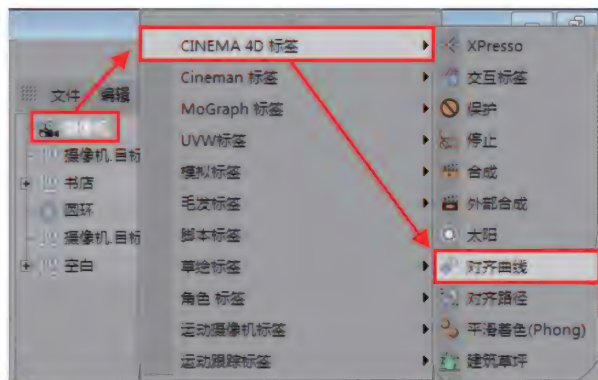 文件 编辑
摄像机.目标
书店
圆环
摄像机.目标
空白
CINEMA 4D 标签
Cineman 标签
MoGraph 标签
UVW标签
模拟标签
毛发标签
脚本标签
草绘标签
角色 标签
运动摄像机标签
运动跟踪标签
XPresso
交互标签
保护
停止
合成
外部合成
太阳
对齐曲线
对齐路径
平滑着色(Phong)
建筑草坪